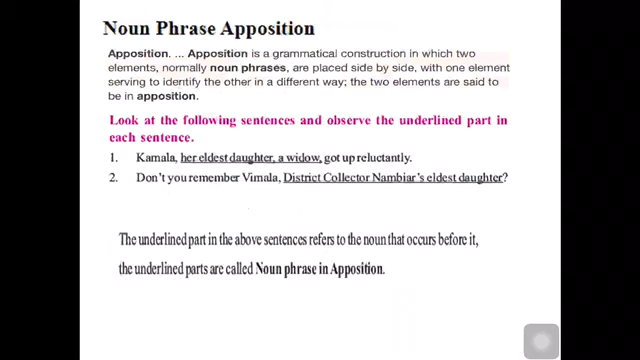 Noun Phrase Apposition
Apposition. ... Apposition is a grammatical construction in which two
elements, normally noun phrases, are placed side by side, with one element
serving to identify the other in a different way; the two elements are said to
be in apposition.
Look at the following sentences and observe the underlined part in
each sentence.
1. Kamala, her eldest daughter, a widow, got up reluctantly.
2. Don't you remember Vimala, District Collector Nambiar's eldest daughter?
The underlined part in the above sentences refers to the noun that occurs before it,
the underlined parts are called Noun phrase in Apposition.